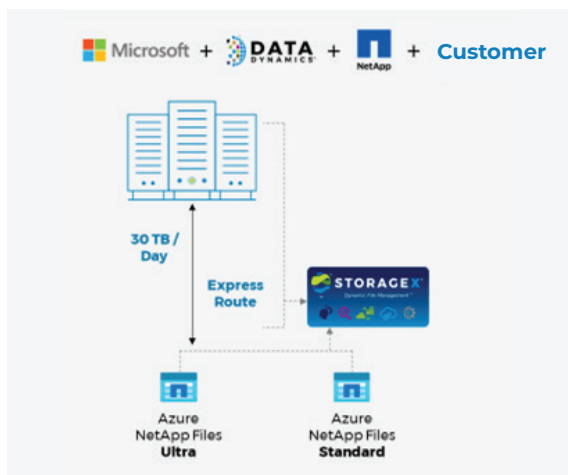 Microsoft + DATA DYNAMICS + NetApp + Customer
30 TB /
Day
Express
Route
STORAGEX
Dynamic File Management
Azure
NetApp Files
Ultra
Azure
NetApp Files
Standard